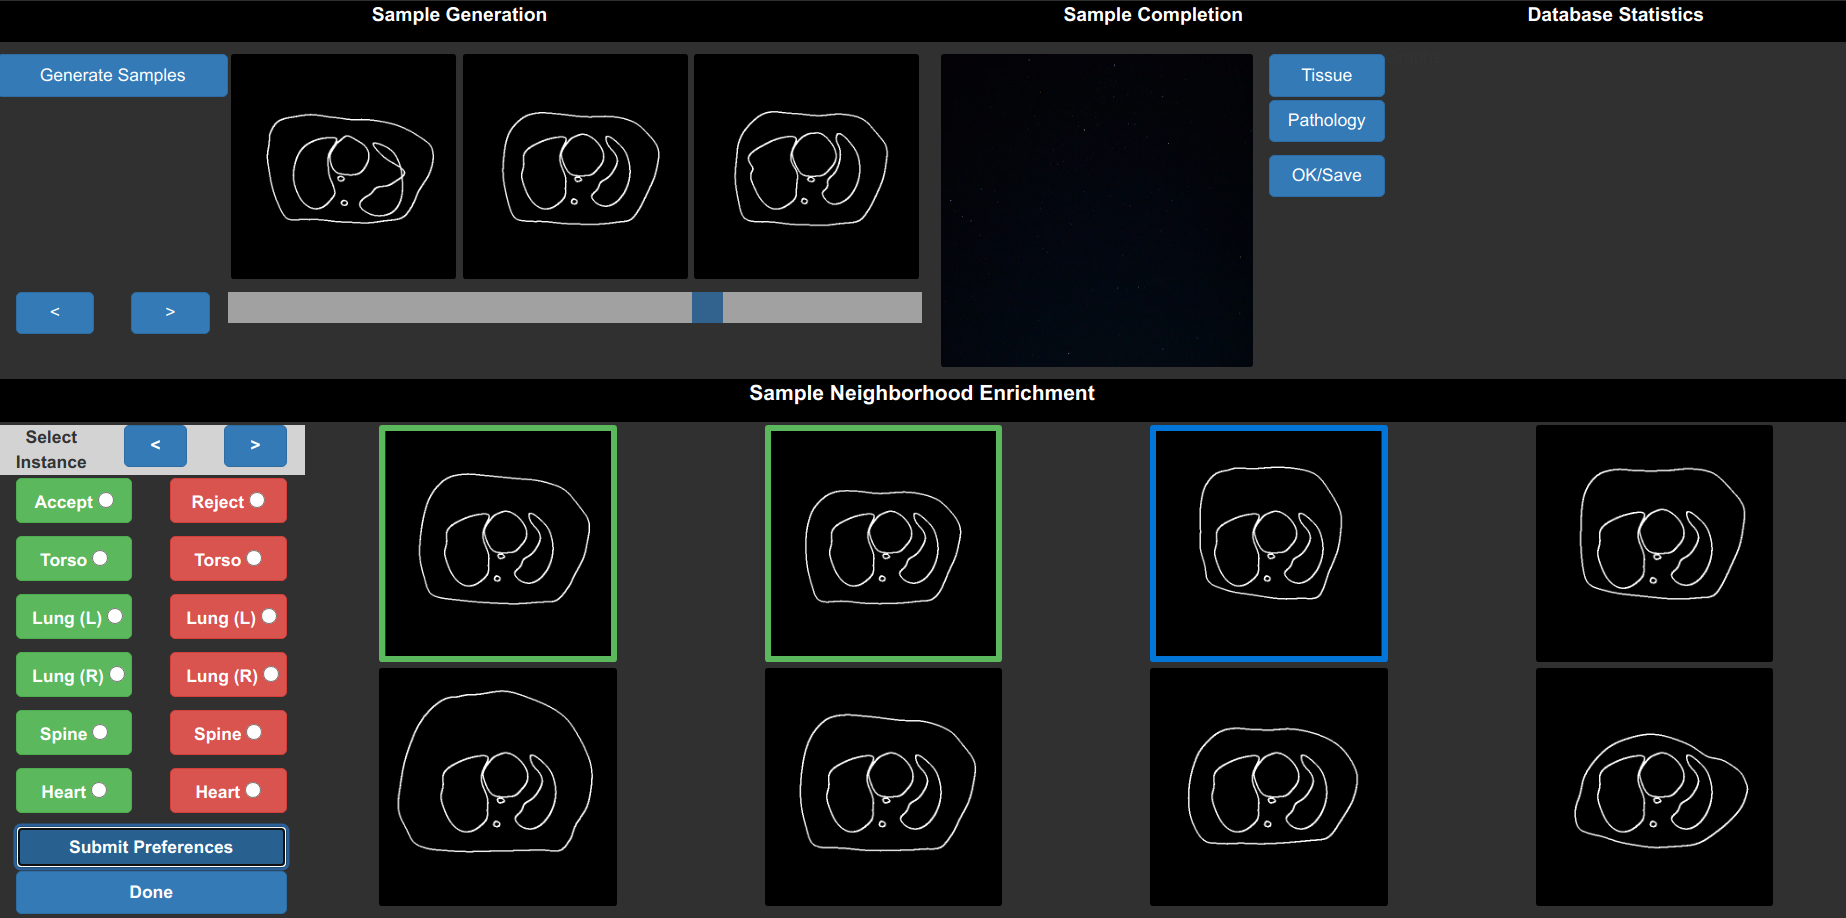 Sample Generation
Sample Completion
Database Statistics
Generate Samples
Tissue
Pathology
OK/Save
<
>
Sample Neighborhood Enrichment
Select
Instance
<
>
Accept
Reject
Torso
Torso
Lung (L)
Lung (L)
Lung (R)
Lung (R)
Spine
Spine
Heart
Heart
Submit Preferences
Done